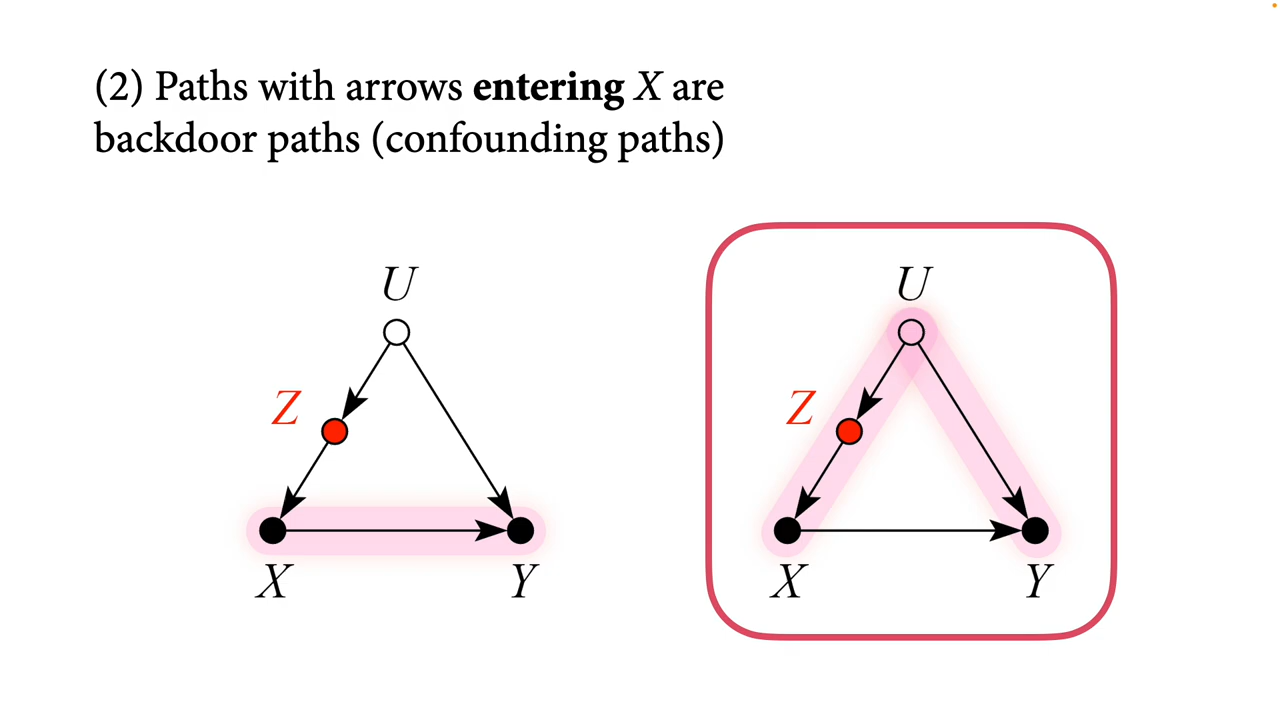 (2) Paths with arrows entering X are
backdoor paths (confounding paths)
U
Z
X
Y
U
Z
X
Y